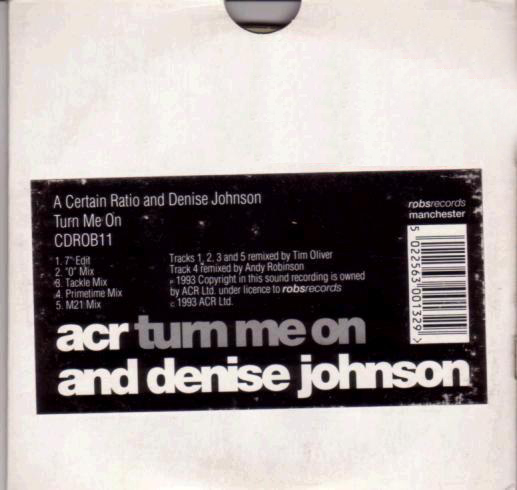 A Certain Ratio and Denise Johnson
Turn Me On
CDROB11
1. 7" Edit
2. "0" Mix
3. Tackle Mix
4. Primetime Mix
5. M21 Mix
Tracks 1, 2, 3 and 5 remixed by Tim Oliver
Track 4 remixed by Andy Robinson
℗ 1993 Copyright in this sound recording is owned
by ACR Ltd. under licence to robsrecords
© 1993 ACR Ltd.
robsrecords
manchester
5 022563 001329 >
acr turn me on
and denise johnson